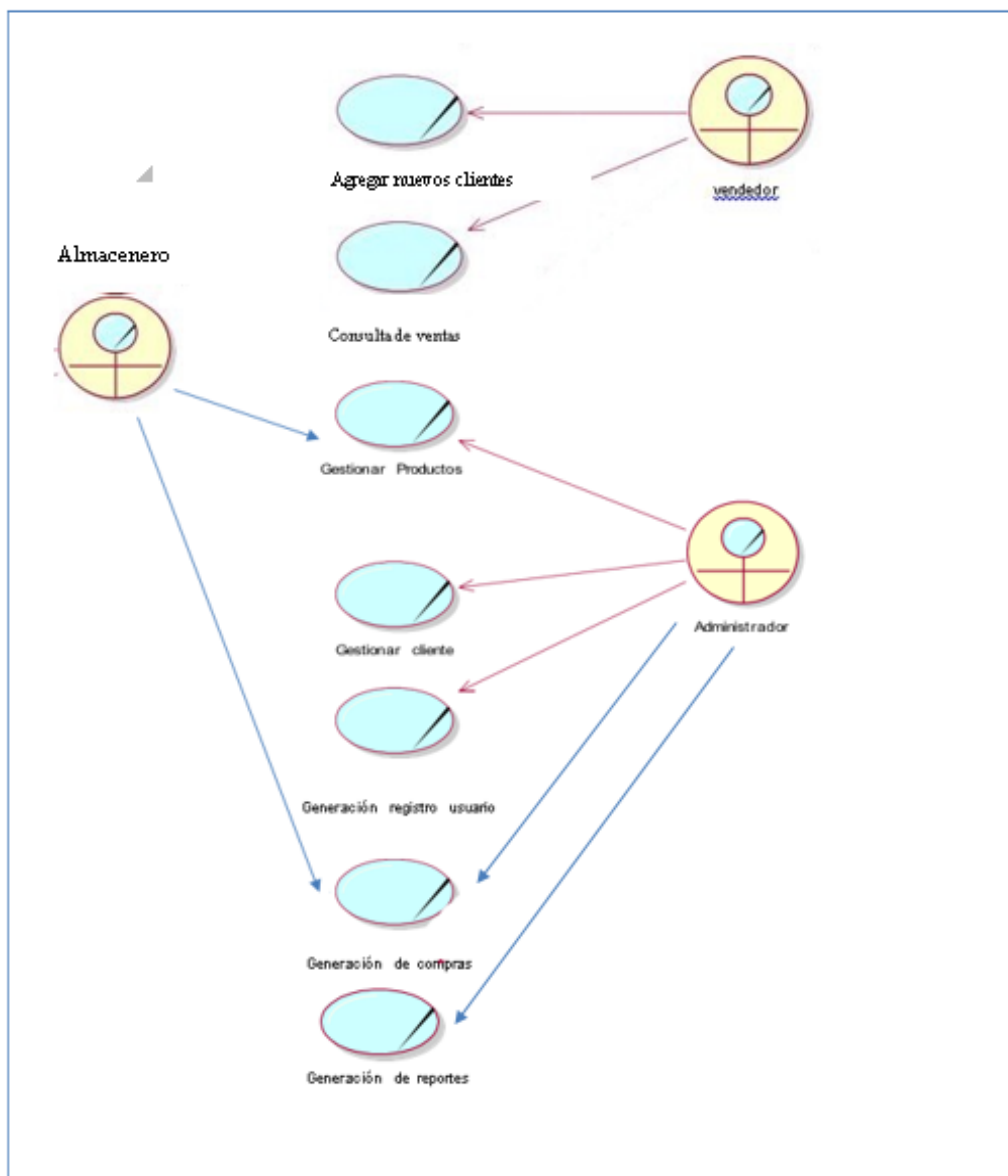 Agregar nuevos clientes
vendedor
Almacenero
Consulta de ventas
Gestionar Productos
Administrador
Gestionar cliente
Generación registro usuario
Generación de compras
Generación de reportes